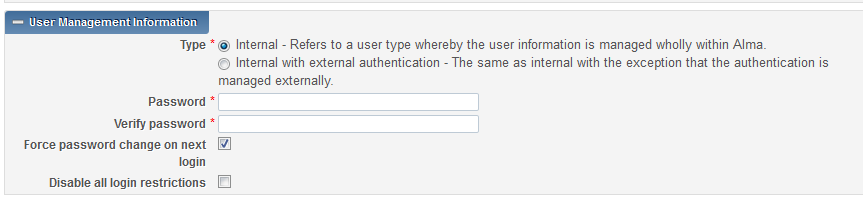 User Management Information
Type * Internal - Refers to a user type whereby the user information is managed wholly within Alma.
Internal with external authentication - The same as internal with the exception that the authentication is
managed externally.
Password *
Verify password *
Force password change on next
login
Disable all login restrictions